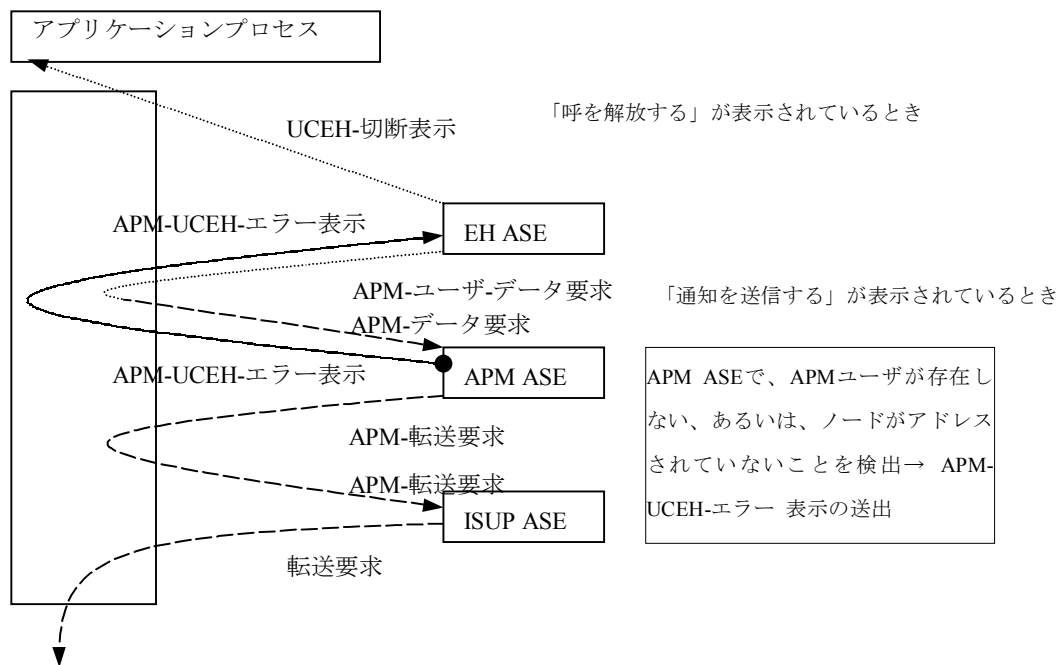 アプリケーションプロセス
「呼を解放する」が表示されているとき
UCEH-切断表示
APM-UCEH-エラー表示
EH ASE
APM-ユーザ-データ要求
「通知を送信する」が表示されているとき
APM-データ要求
APM-UCEH-エラー表示
APM ASE
APM ASEで、APMユーザが存在し
ない、あるいは、ノードがアドレス
されていないことを検出→ APM-
UCEH-エラー 表示の送出
APM-転送要求
APM-転送要求
ISUP ASE
転送要求